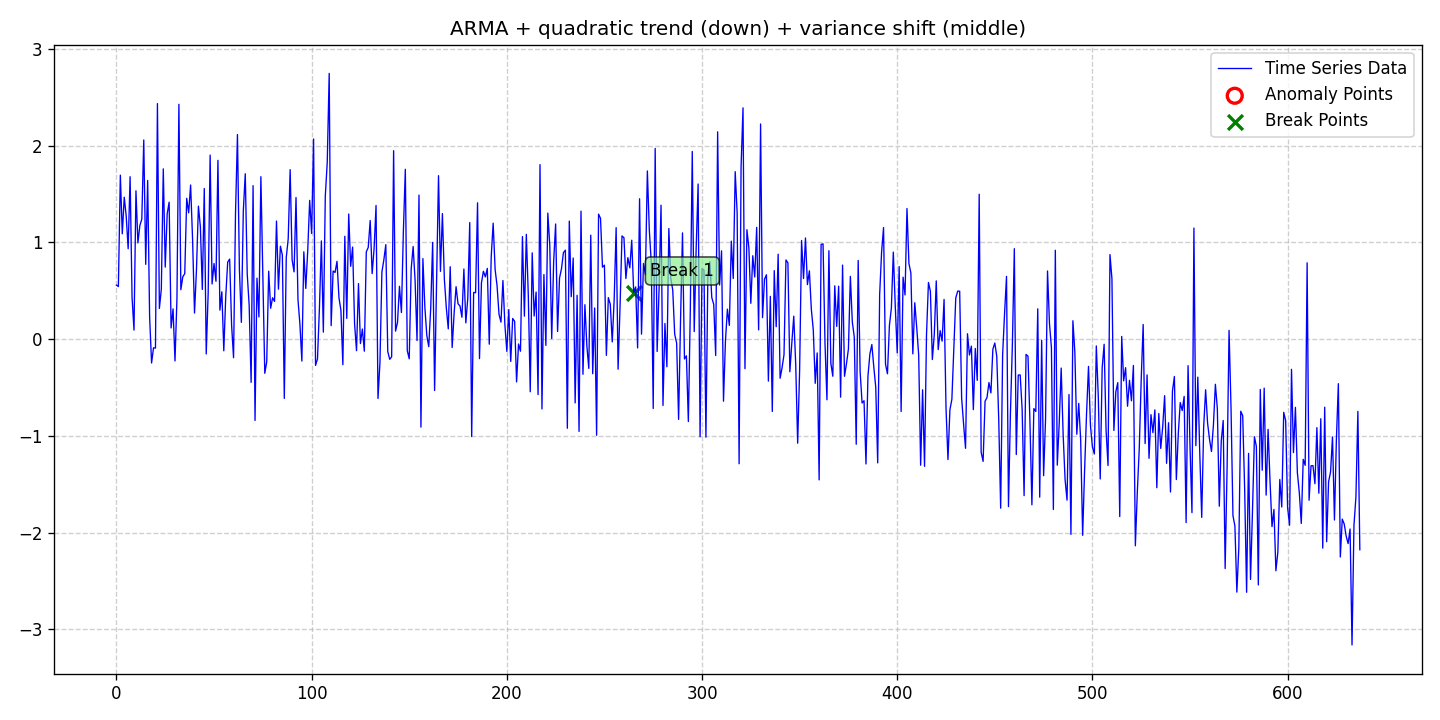 ARMA + quadratic trend (down) + variance shift (middle)
Time Series Data
Anomaly Points
Break Points
Break 1
3
2
1
0
−1
−2
−3
0 100 200 300 400 500 600